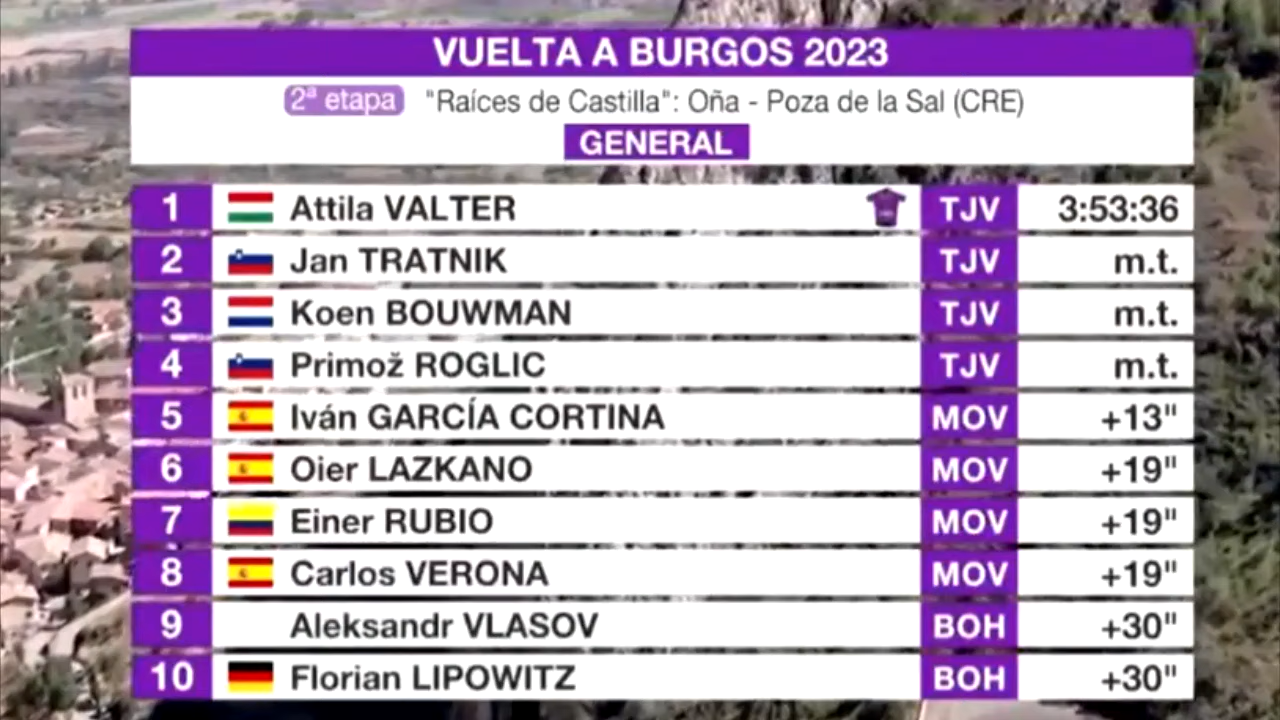 VUELTA A BURGOS 2023
2ª etapa "Raíces de Castilla": Oña - Poza de la Sal (CRE)
GENERAL
1 Attila VALTER TJV 3:53:36
2 Jan TRATNIK TJV m.t.
3 Koen BOUWMAN TJV m.t.
4 Primož ROGLIC TJV m.t.
5 Iván GARCÍA CORTINA MOV +13"
6 Oier LAZKANO MOV +19"
7 Einer RUBIO MOV +19"
8 Carlos VERONA MOV +19"
9 Aleksandr VLASOV BOH +30"
10 Florian LIPOWITZ BOH +30"